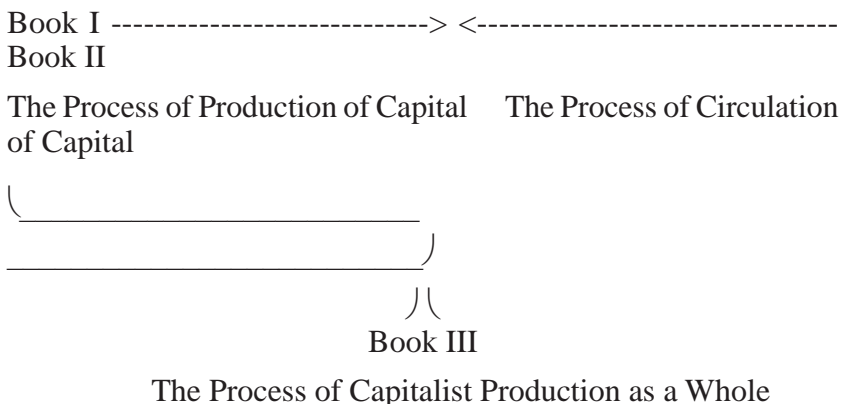 Book I -----------------------------> <---------------------------------
Book II
The Process of Production of Capital The Process of Circulation
of Capital
Book III
The Process of Capitalist Production as a Whole